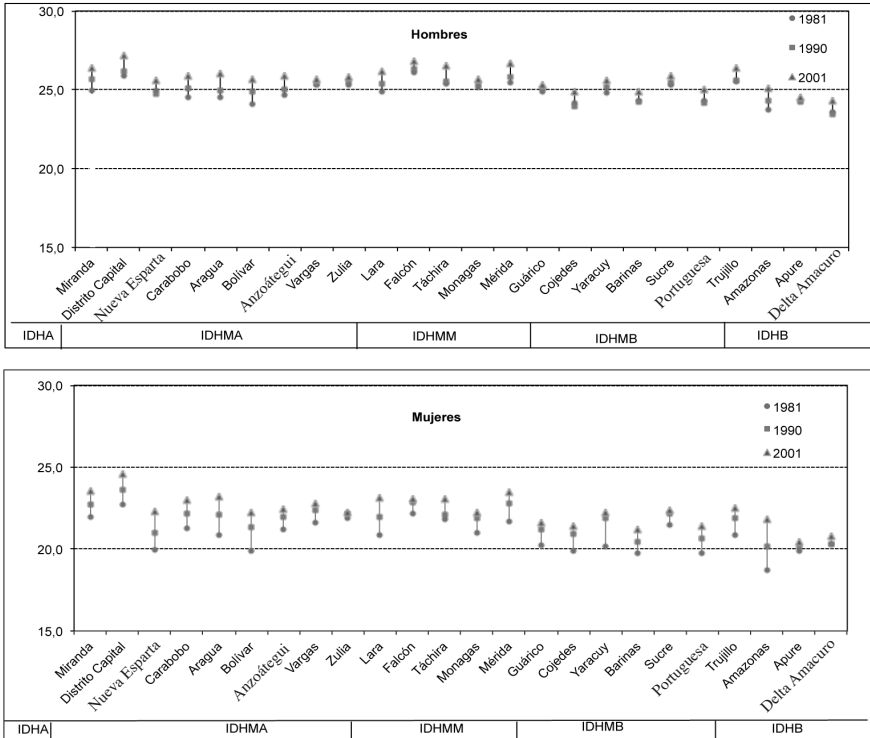 30,0
Hombres
1981
1990
2001
25,0
20,0
15,0
Miranda
Distrito Capital
Nueva Esparta
Carabobo
Aragua
Bolívar
Anzoátegui
Vargas
Zulia
Lara
Falcón
Táchira
Monagas
Mérida
Guárico
Cojedes
Yaracuy
Barinas
Sucre
Portuguesa
Trujillo
Amazonas
Apure
Delta Amacuro
IDHA IDHMA IDHMM IDHMB IDHB
30,0
Mujeres
1981
1990
2001
25,0
20,0
15,0
Miranda
Distrito Capital
Nueva Esparta
Carabobo
Aragua
Bolívar
Anzoátegui
Vargas
Zulia
Lara
Falcón
Táchira
Monagas
Mérida
Guárico
Cojedes
Yaracuy
Barinas
Sucre
Portuguesa
Trujillo
Amazonas
Apure
Delta Amacuro
IDHA IDHMA IDHMM IDHMB IDHB